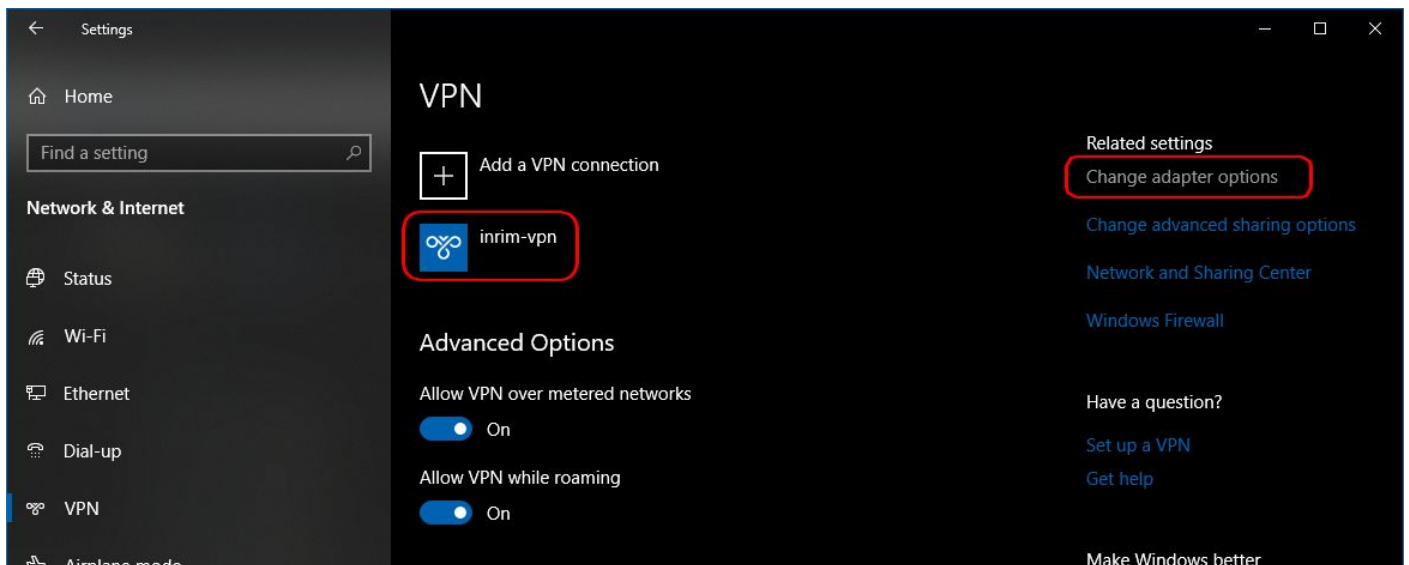 Settings
Home
Find a setting
Network & Internet
Status
Wi-Fi
Ethernet
Dial-up
VPN
Airplane mode
VPN
Add a VPN connection
inrim-vpn
Advanced Options
Allow VPN over metered networks
On
Allow VPN while roaming
On
Related settings
Change adapter options
Change advanced sharing options
Network and Sharing Center
Windows Firewall
Have a question?
Set up a VPN
Get help
Make Windows better